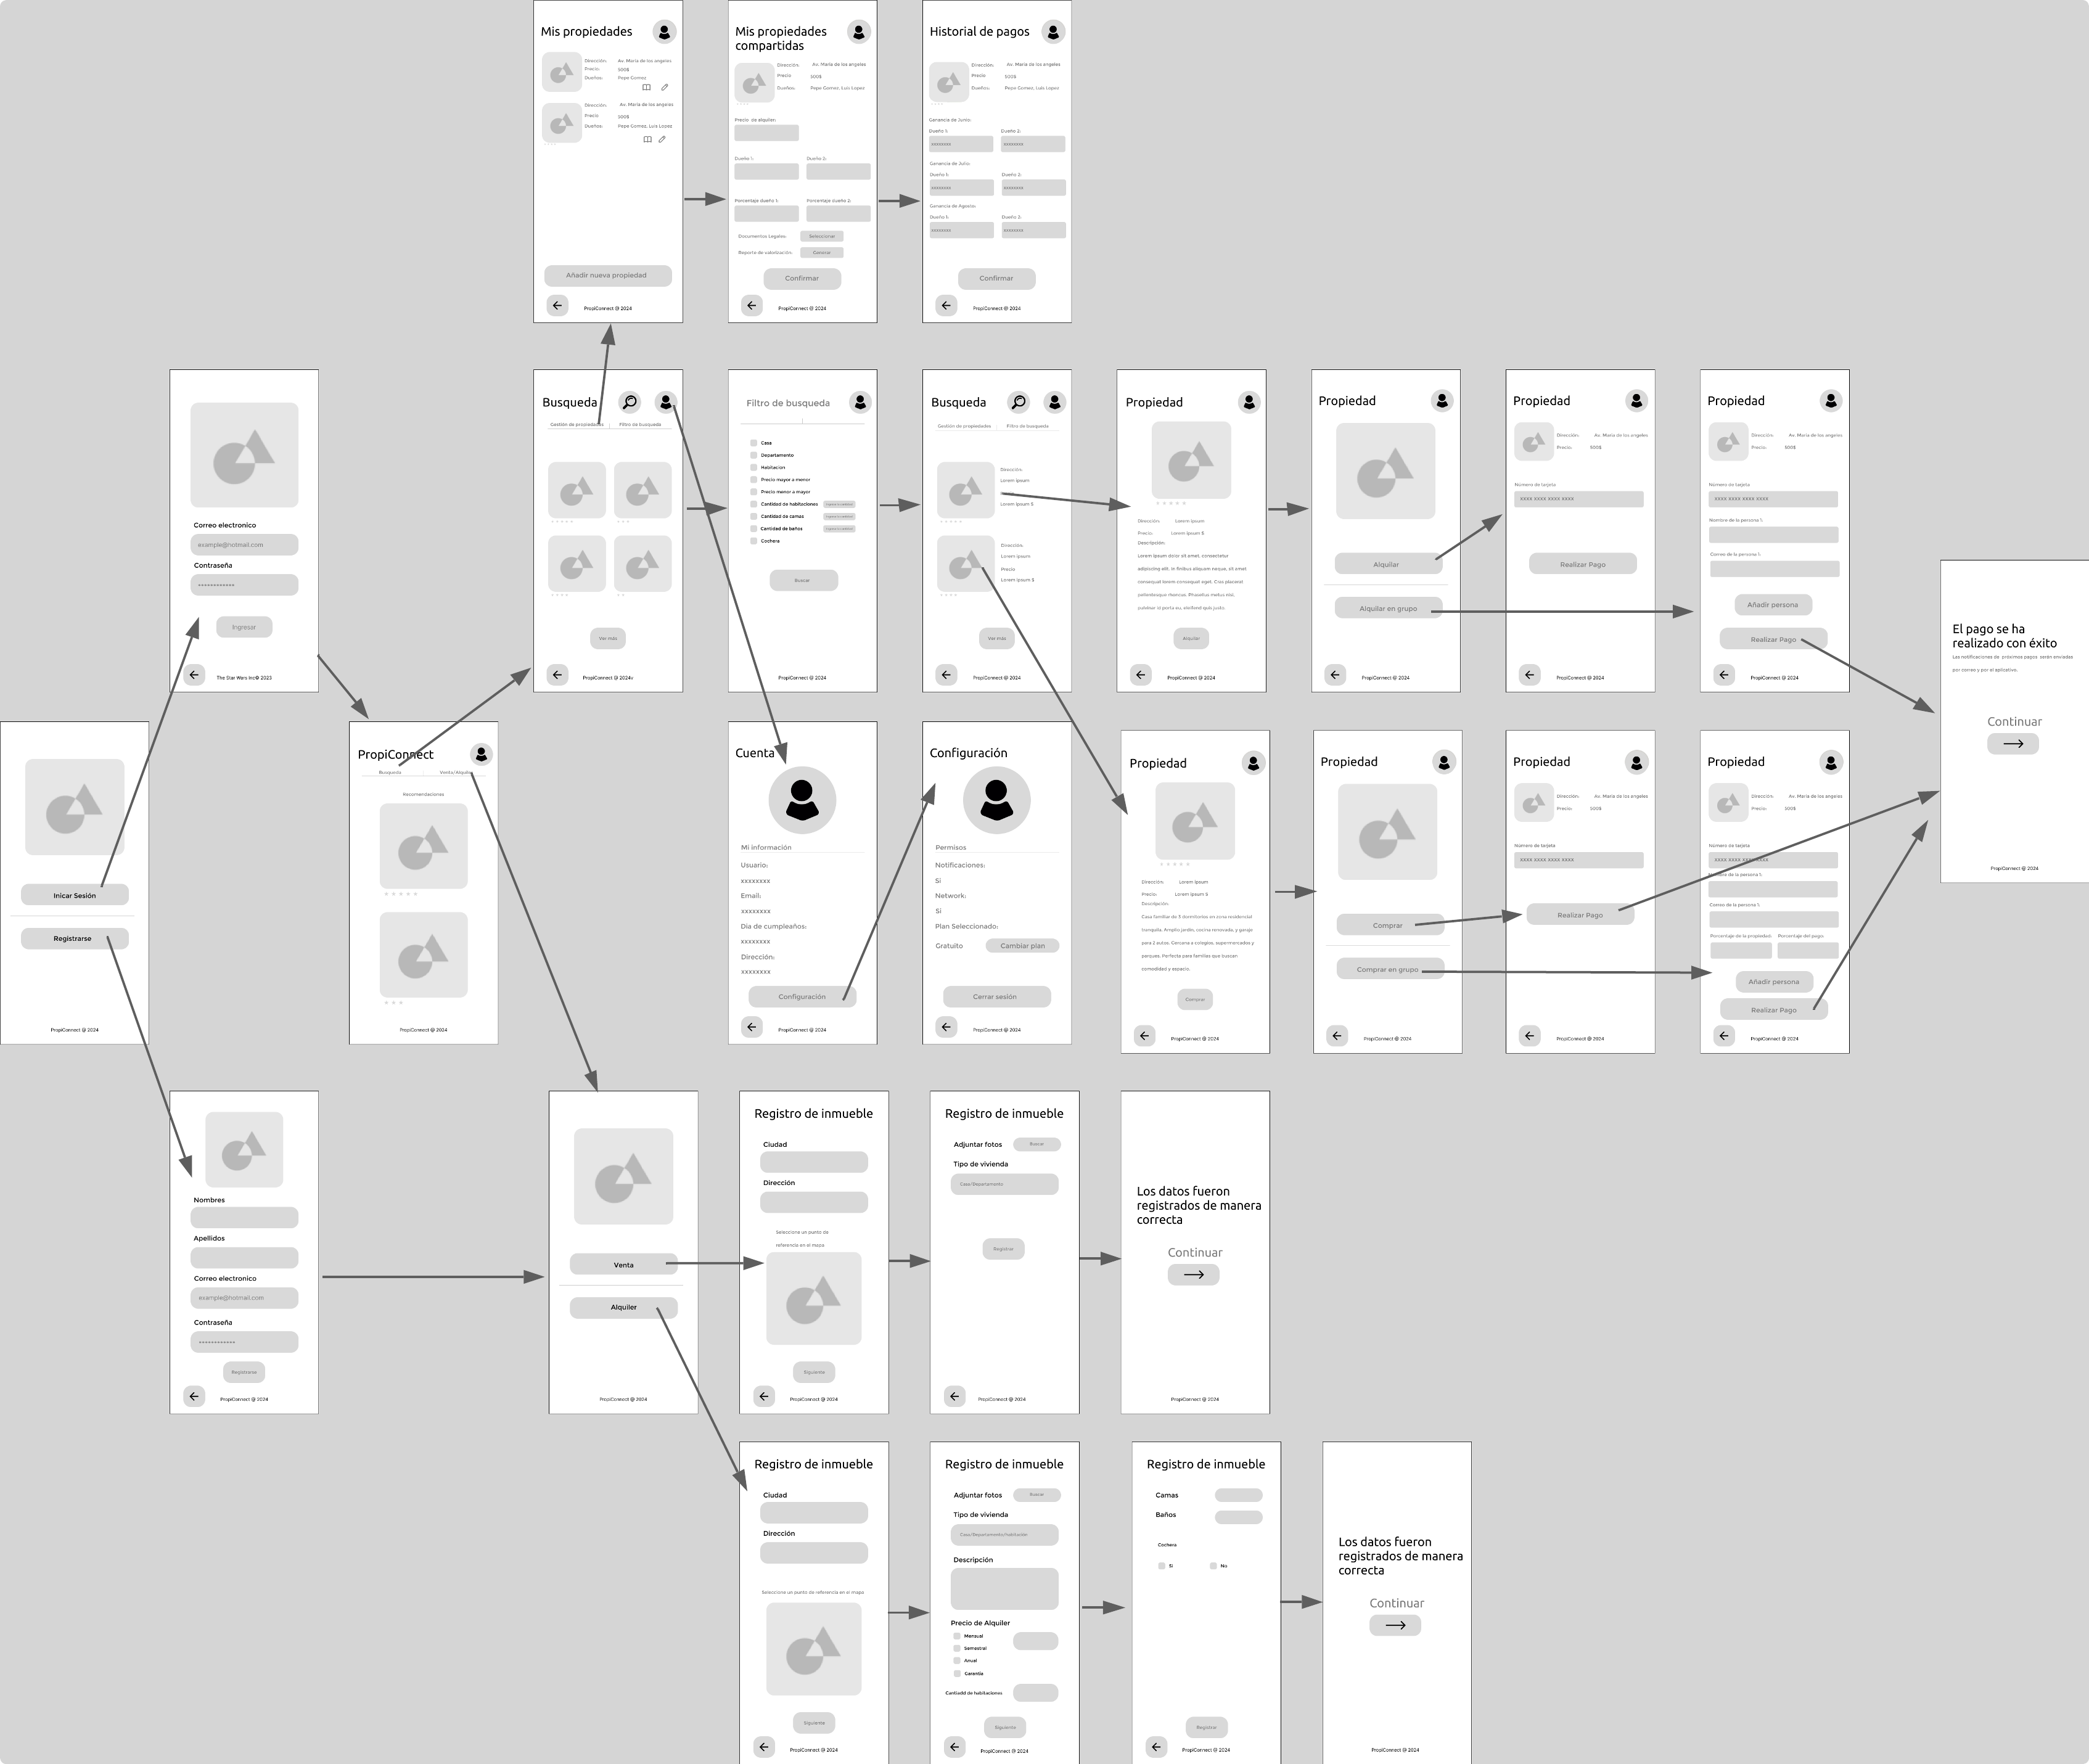 Mis propiedades
Dirección: Av. Maria de los angeles
Precio: 500$
Dueños: Pepe Gomez
Dirección: Av. Maria de los angeles
Precio 500$
Dueños: Pepe Gomez, Luis Lopez
Añadir nueva propiedad
PropiConnect @ 2024
Mis propiedades
compartidas
Dirección: Av. Maria de los angeles
Precio 500$
Dueños: Pepe Gomez, Luis Lopez
Precio de alquiler:
Dueño 1: Dueño 2:
Porcentaje dueño 1: Porcentaje dueño 2:
Documentos Legales: Seleccionar
Reporte de valorización: Generar
Confirmar
PropiConnect @ 2024
Historial de pagos
Dirección: Av. Maria de los angeles
Precio 500$
Dueños: Pepe Gomez, Luis Lopez
Ganancia de Junio:
Dueño 1: Dueño 2:
xxxxxxxx xxxxxxxx
Ganancia de Julio:
Dueño 1: Dueño 2:
xxxxxxxx xxxxxxxx
Ganancia de Agosto:
Dueño 1: Dueño 2:
xxxxxxxx xxxxxxxx
Confirmar
PropiConnect @ 2024
Correo electronico
example@hotmail.com
Contraseña
************
Ingresar
The Star Wars Inc® 2023
Busqueda
Gestión de propiedades Filtro de busqueda
Ver más
PropiConnect @ 2024
Filtro de busqueda
Casa
Departamento
Habitacion
Precio mayor a menor
Precio menor a mayor
Cantidad de habitaciones
Cantidad de camas
Cantidad de baños
Cochera
Buscar
PropiConnect @ 2024
Busqueda
Gestión de propiedades Filtro de busqueda
Dirección:
Lorem ipsum
Lorem ipsum $
Dirección:
Lorem ipsum
Precio
Lorem ipsum $
Ver más
PropiConnect @ 2024
Propiedad
Dirección: Lorem ipsum
Precio: Lorem ipsum $
Descripción:
Lorem ipsum dolor sit amet, consectetur
adipiscing elit. In finibus aliquam neque, sit amet
consequat lorem consequat eget. Cras placerat
pellentesque rhoncus. Phasellus metus nisl,
pulvinar id porta eu, eleifend quis justo.
Alquilar
PropiConnect @ 2024
Propiedad
Alquilar
Alquilar en grupo
PropiConnect @ 2024
Propiedad
Dirección: Av. Maria de los angeles
Precio: 500$
Número de tarjeta
XXXX XXXX XXXX XXXX
Realizar Pago
PropiConnect @ 2024
Propiedad
Dirección: Av. Maria de los angeles
Precio: 500$
Número de tarjeta
XXXX XXXX XXXX XXXX
Nombre de la persona 1:
Correo de la persona 1:
Añadir persona
Realizar Pago
PropiConnect @ 2024
El pago se ha
realizado con éxito
Las notificaciones de próximos pagos serán enviadas
por correo y por el aplicativo.
Continuar
PropiConnect @ 2024
Inicar Sesión
Registrarse
PropiConnect @ 2024
PropiConnect
Busqueda Venta/Alquiler
Recomendaciones
PropiConnect @ 2024
Cuenta
Mi información
Usuario:
xxxxxxxx
Email:
xxxxxxxx
Dia de cumpleaños:
xxxxxxxx
Dirección:
xxxxxxxx
Configuración
PropiConnect @ 2024
Configuración
Permisos
Notificaciones:
Si
Network:
Si
Plan Seleccionado:
Gratuito Cambiar plan
Cerrar sesión
PropiConnect @ 2024
Propiedad
Dirección: Lorem ipsum
Precio: Lorem ipsum $
Descripción:
Casa familiar de 3 dormitorios en zona residencial
tranquila. Amplio jardín, cocina renovada, y garaje
para 2 autos. Cercana a colegios, supermercados y
parques. Perfecta para familias que buscan
comodidad y espacio.
Comprar
PropiConnect @ 2024
Propiedad
Comprar
Comprar en grupo
PropiConnect @ 2024
Propiedad
Dirección: Av. Maria de los angeles
Precio: 500$
Número de tarjeta
XXXX XXXX XXXX XXXX
Realizar Pago
PropiConnect @ 2024
Propiedad
Dirección: Av. Maria de los angeles
Precio: 500$
Número de tarjeta
XXXX XXXX XXXX XXXX
Nombre de la persona 1:
Correo de la persona 1:
Porcentaje de la propiedad: Porcentaje del pago:
Añadir persona
Realizar Pago
PropiConnect @ 2024
Nombres
Apellidos
Correo electronico
example@hotmail.com
Contraseña
************
Registrarse
PropiConnect @ 2024
Venta
Alquiler
PropiConnect @ 2024
Registro de inmueble
Ciudad
Dirección
Seleccione un punto de
referencia en el mapa
Siguiente
PropiConnect @ 2024
Registro de inmueble
Adjuntar fotos Buscar
Tipo de vivienda
Casa/Departamento
Registrar
PropiConnect @ 2024
Los datos fueron
registrados de manera
correcta
Continuar
PropiConnect @ 2024
Registro de inmueble
Ciudad
Dirección
Seleccione un punto de referencia en el mapa
Siguiente
PropiConnect @ 2024
Registro de inmueble
Adjuntar fotos Buscar
Tipo de vivienda
Casa/Departamento/habitación
Descripción
Precio de Alquiler
Mensual
Semestral
Anual
Garantía
Cantidadd de habitaciones
Siguiente
PropiConnect @ 2024
Registro de inmueble
Camas
Baños
Cochera
Si No
Registrar
PropiConnect @ 2024
Los datos fueron
registrados de manera
correcta
Continuar
PropiConnect @ 2024